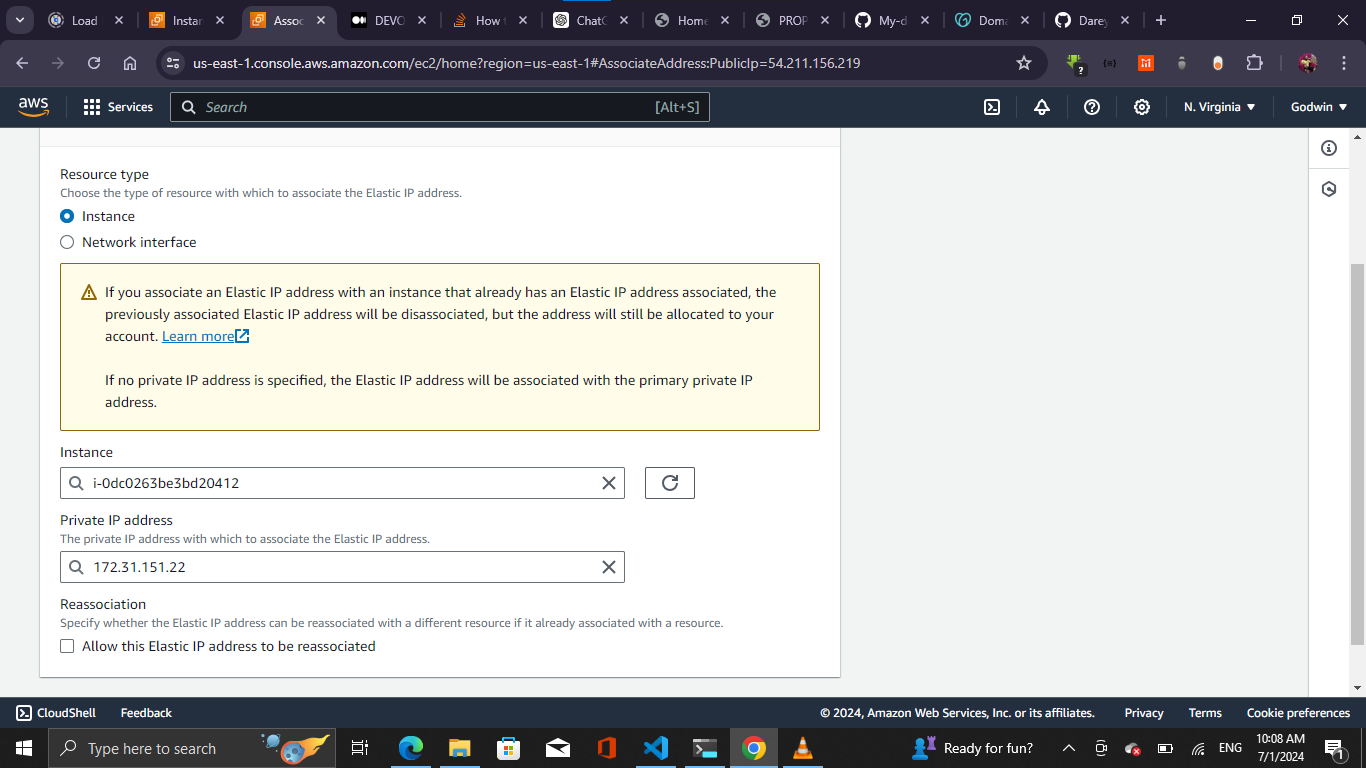 Load
Instar
Assoc
DEVO
How t
ChatG
Home
PROP
My-d
Doma
Darey
us-east-1.console.aws.amazon.com/ec2/home?region=us-east-1#AssociateAddress:PublicIp=54.211.156.219
aws
Services
Search
[Alt+S]
N. Virginia
Godwin
Resource type
Choose the type of resource with which to associate the Elastic IP address.
Instance
Network interface
If you associate an Elastic IP address with an instance that already has an Elastic IP address associated, the
previously associated Elastic IP address will be disassociated, but the address will still be allocated to your
account. Learn more
If no private IP address is specified, the Elastic IP address will be associated with the primary private IP
address.
Instance
i-0dc0263be3bd20412
Private IP address
The private IP address with which to associate the Elastic IP address.
172.31.151.22
Reassociation
Specify whether the Elastic IP address can be reassociated with a different resource if it already associated with a resource.
Allow this Elastic IP address to be reassociated
CloudShell
Feedback
© 2024, Amazon Web Services, Inc. or its affiliates.
Privacy
Terms
Cookie preferences
Type here to search
Ready for fun?
ENG
10:08 AM
7/1/2024
1